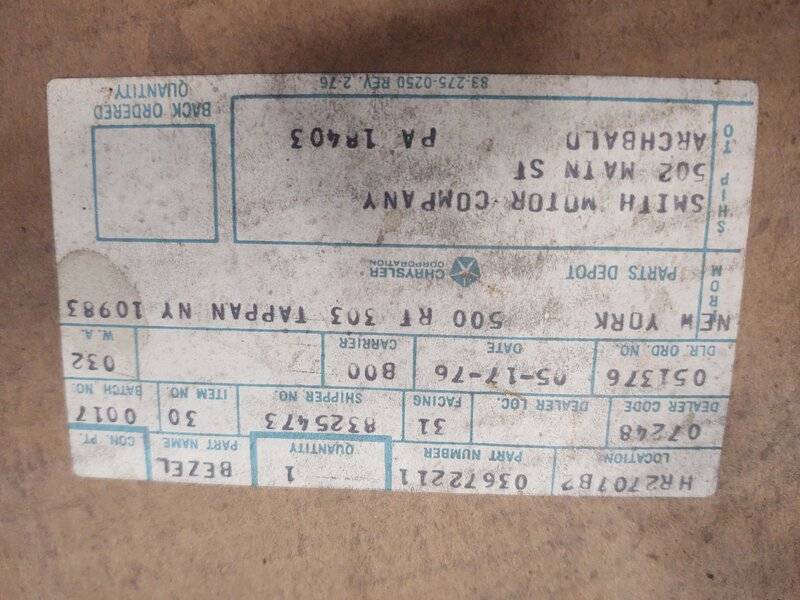 HR2707B7 03672211 1 BEZEL
LOCATION PART NUMBER QUANTITY PART NAME CON. PT.
07248 31 8325473 30 0017
DEALER CODE DEALER LOC. FACING SHIPPER NO. ITEM NO. BATCH NO.
051376 05-17-76 B00 032
DLR. ORD. NO. DATE CARRIER W. A.
NEW YORK 500 RT 303 TAPPAN NY 10983
FROM PARTS DEPOT CHRYSLER
CORPORATION
SHIP TO
SMITH MOTOR COMPANY
502 MAIN ST
ARCHBALD PA 18403
BACK ORDERED
QUANTITY
83-275-0250 REV. 2-76